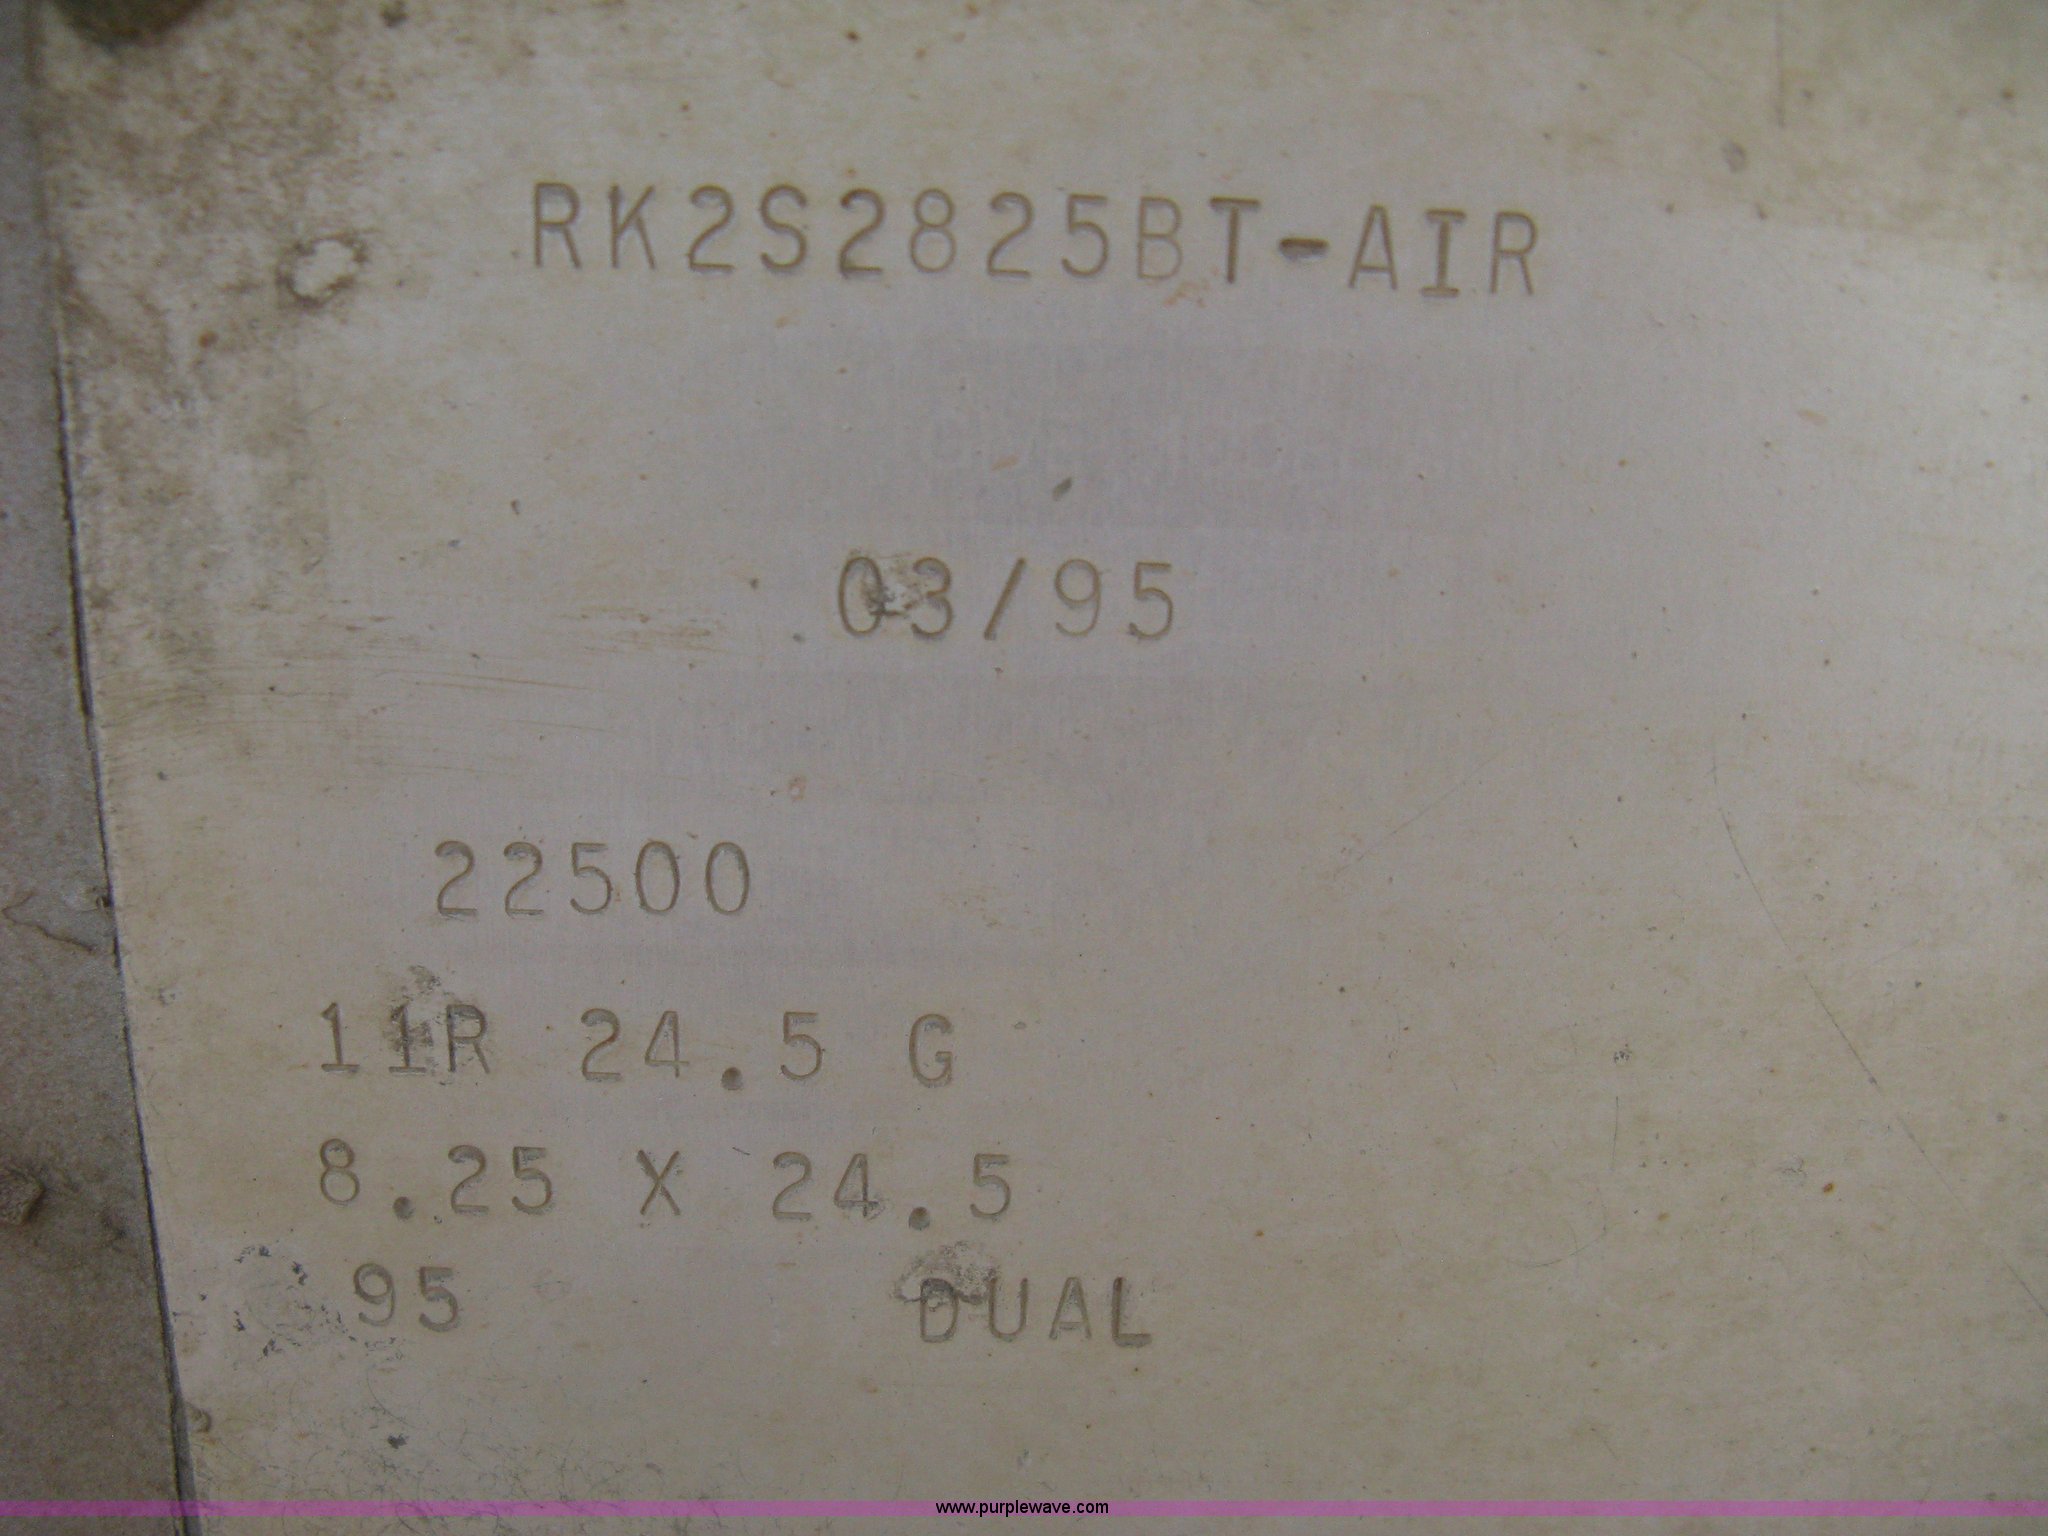 RK2S2825BT-AIR
03/95
22500
11R 24.5 G
8.25 X 24.5
95 DUAL
www.purplewave.com